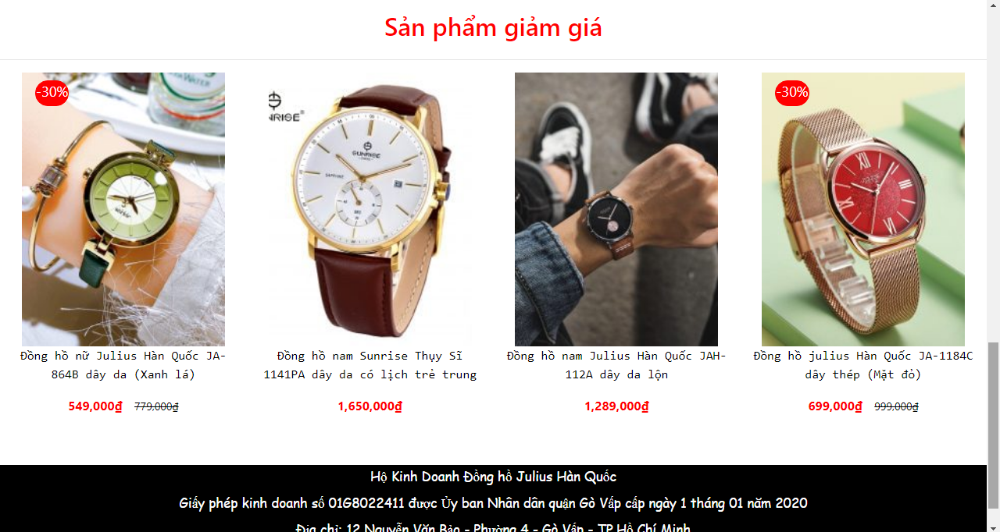 Sản phẩm giảm giá
-30%
-30%
NRISE
SUNRISE
SAPPHIRE
Đồng hồ nữ Julius Hàn Quốc JA-
864B dây da (Xanh lá)
549,000₫ 779,000₫
Đồng hồ nam Sunrise Thụy Sĩ
1141PA dây da có lịch trẻ trung
1,650,000₫
Đồng hồ nam Julius Hàn Quốc JAH-
112A dây da lộn
1,289,000₫
Đồng hồ julius Hàn Quốc JA-1184C
dây thép (Mặt đỏ)
699,000₫ 999,000₫
Hộ Kinh Doanh Đồng hồ Julius Hàn Quốc
Giấy phép kinh doanh số 01G8022411 được Ủy ban Nhân dân quận Gò Vấp cấp ngày 1 tháng 01 năm 2020
Địa chỉ: 12 Nguyễn Văn Bảo - Phường 4 - Gò Vấp - TP Hồ Chí Minh